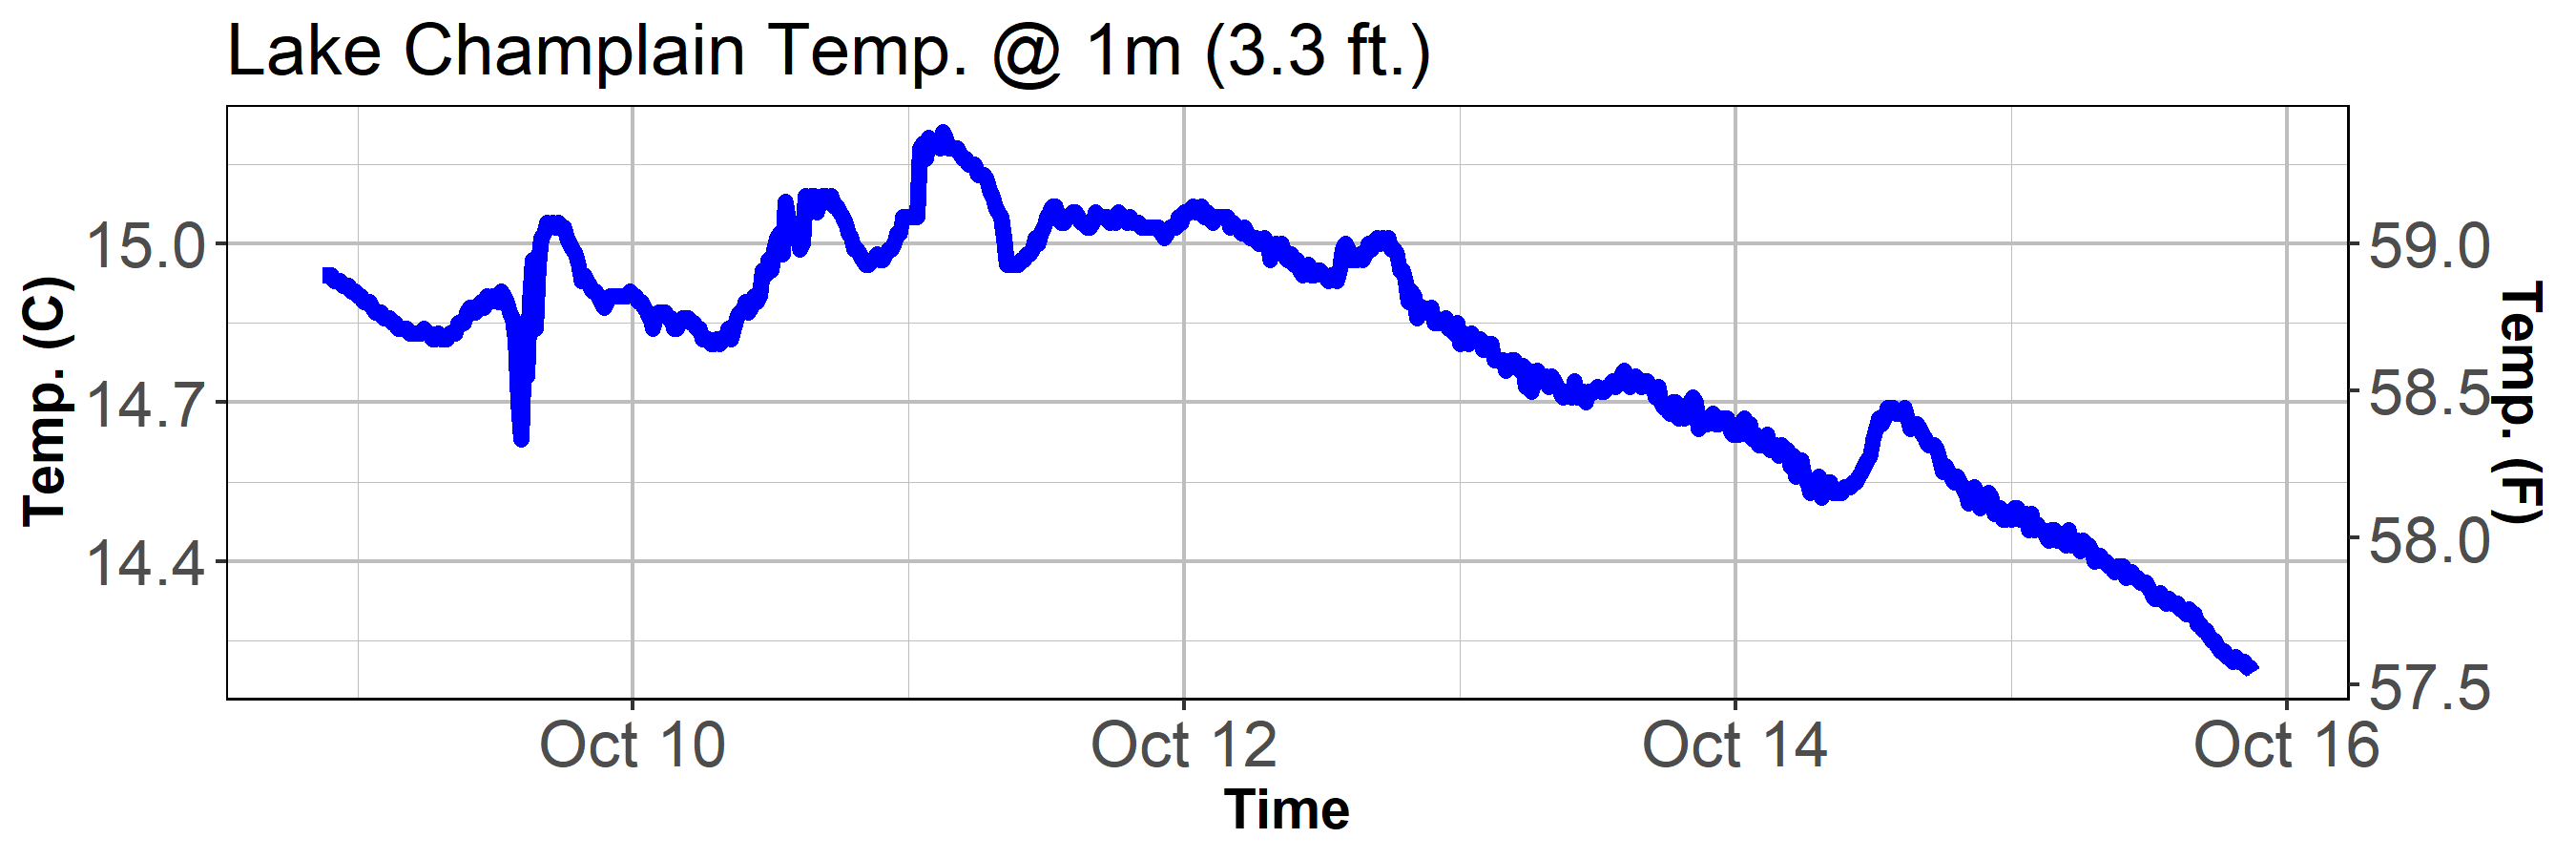 Lake Champlain Temp. @ 1m (3.3 ft.)
Temp. (C)
15.0
14.7
14.4
59.0
58.5
58.0
57.5
Temp. (F)
Oct 10 Oct 12 Oct 14 Oct 16
Time